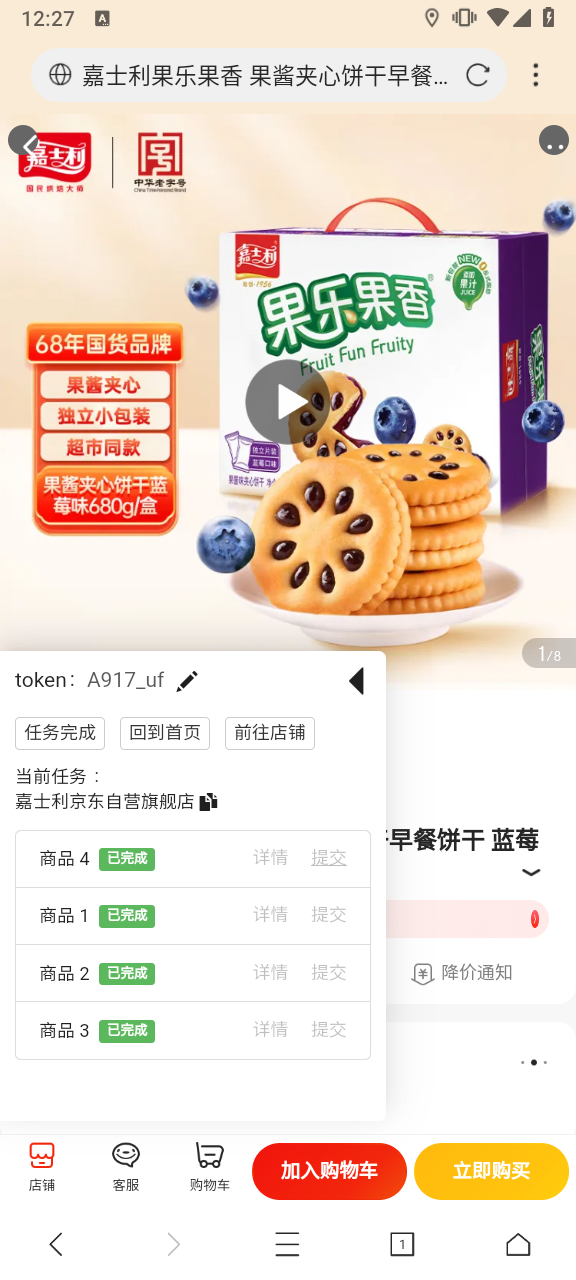 12:27
A
嘉士利果乐果香 果酱夹心饼干早餐...
嘉士利
国民烘焙大师
中华老字号
China Time-honored Brand
嘉士利
始创·1956
NEW
添加
果汁
JUICE
果乐果香
Fruit Fun Fruity
68年国货品牌
果酱夹心
独立小包装
超市同款
果酱夹心饼干蓝
莓味680g/盒
独立片装
蓝莓口味
嘉士利
1/8
token: A917_uf
任务完成
回到首页
前往店铺
当前任务：
嘉士利京东自营旗舰店
早餐饼干 蓝莓
商品 4 已完成 详情 提交
商品 1 已完成 详情 提交
商品 2 已完成 详情 提交
降价通知
商品 3 已完成 详情 提交
店铺
客服
购物车
加入购物车
立即购买
1